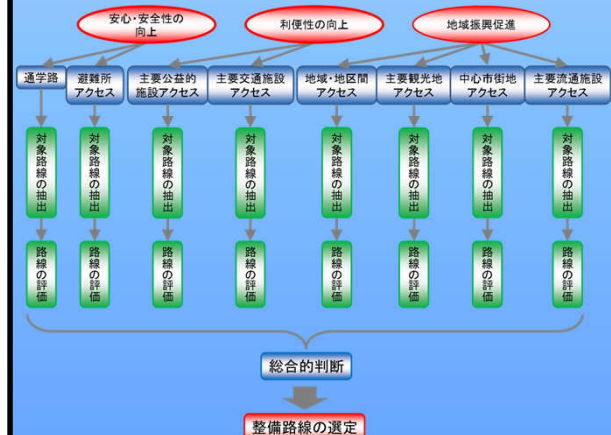 安心・安全性の
向上
利便性の向上
地域振興促進
通学路
避難所
アクセス
主要公益的
施設アクセス
主要交通施設
アクセス
地域・地区間
アクセス
主要観光地
アクセス
中心市街地
アクセス
主要流通施設
アクセス
対象路線の抽出
対象路線の抽出
対象路線の抽出
対象路線の抽出
対象路線の抽出
対象路線の抽出
対象路線の抽出
対象路線の抽出
路線の評価
路線の評価
路線の評価
路線の評価
路線の評価
路線の評価
路線の評価
路線の評価
総合的判断
整備路線の選定